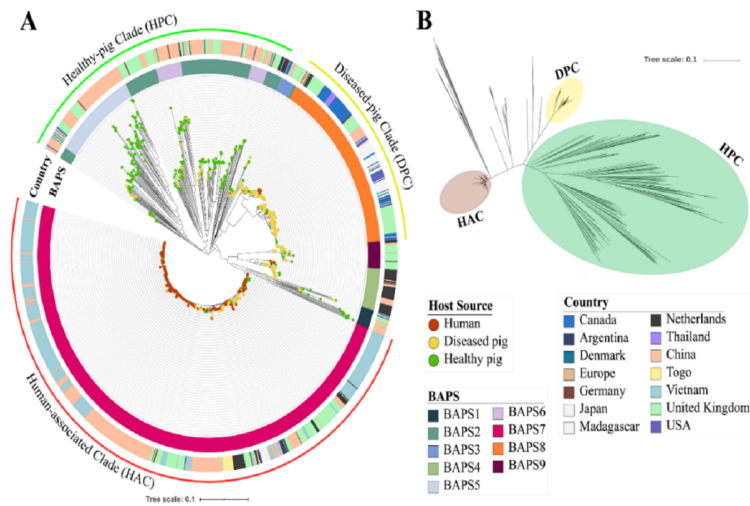 A
B
Healthy-pig Clade (HPC)
Diseased-pig Clade (DPC)
Country
BAPS
Human-associated Clade (HAC)
Tree scale: 0.1
Tree scale: 0.1
DPC
HPC
HAC
Host Source
Human
Diseased pig
Healthy pig
BAPS
BAPS1
BAPS2
BAPS3
BAPS4
BAPS5
BAPS6
BAPS7
BAPS8
BAPS9
Country
Canada
Argentina
Denmark
Europe
Germany
Japan
Madagascar
Netherlands
Thailand
China
Togo
Vietnam
United Kingdom
USA